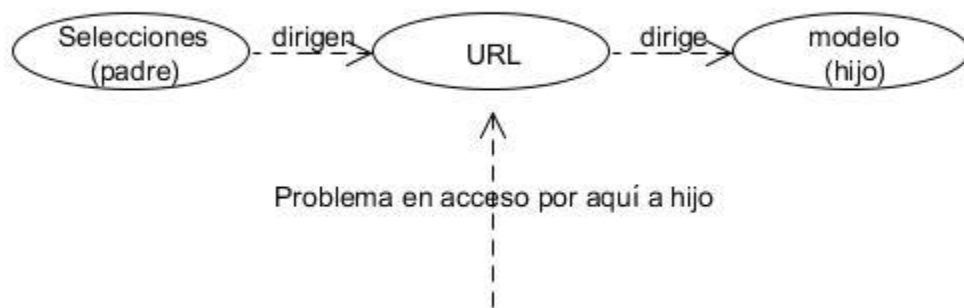 Selecciones
(padre)
dirigen
URL
dirige
modelo
(hijo)
Problema en acceso por aquí a hijo